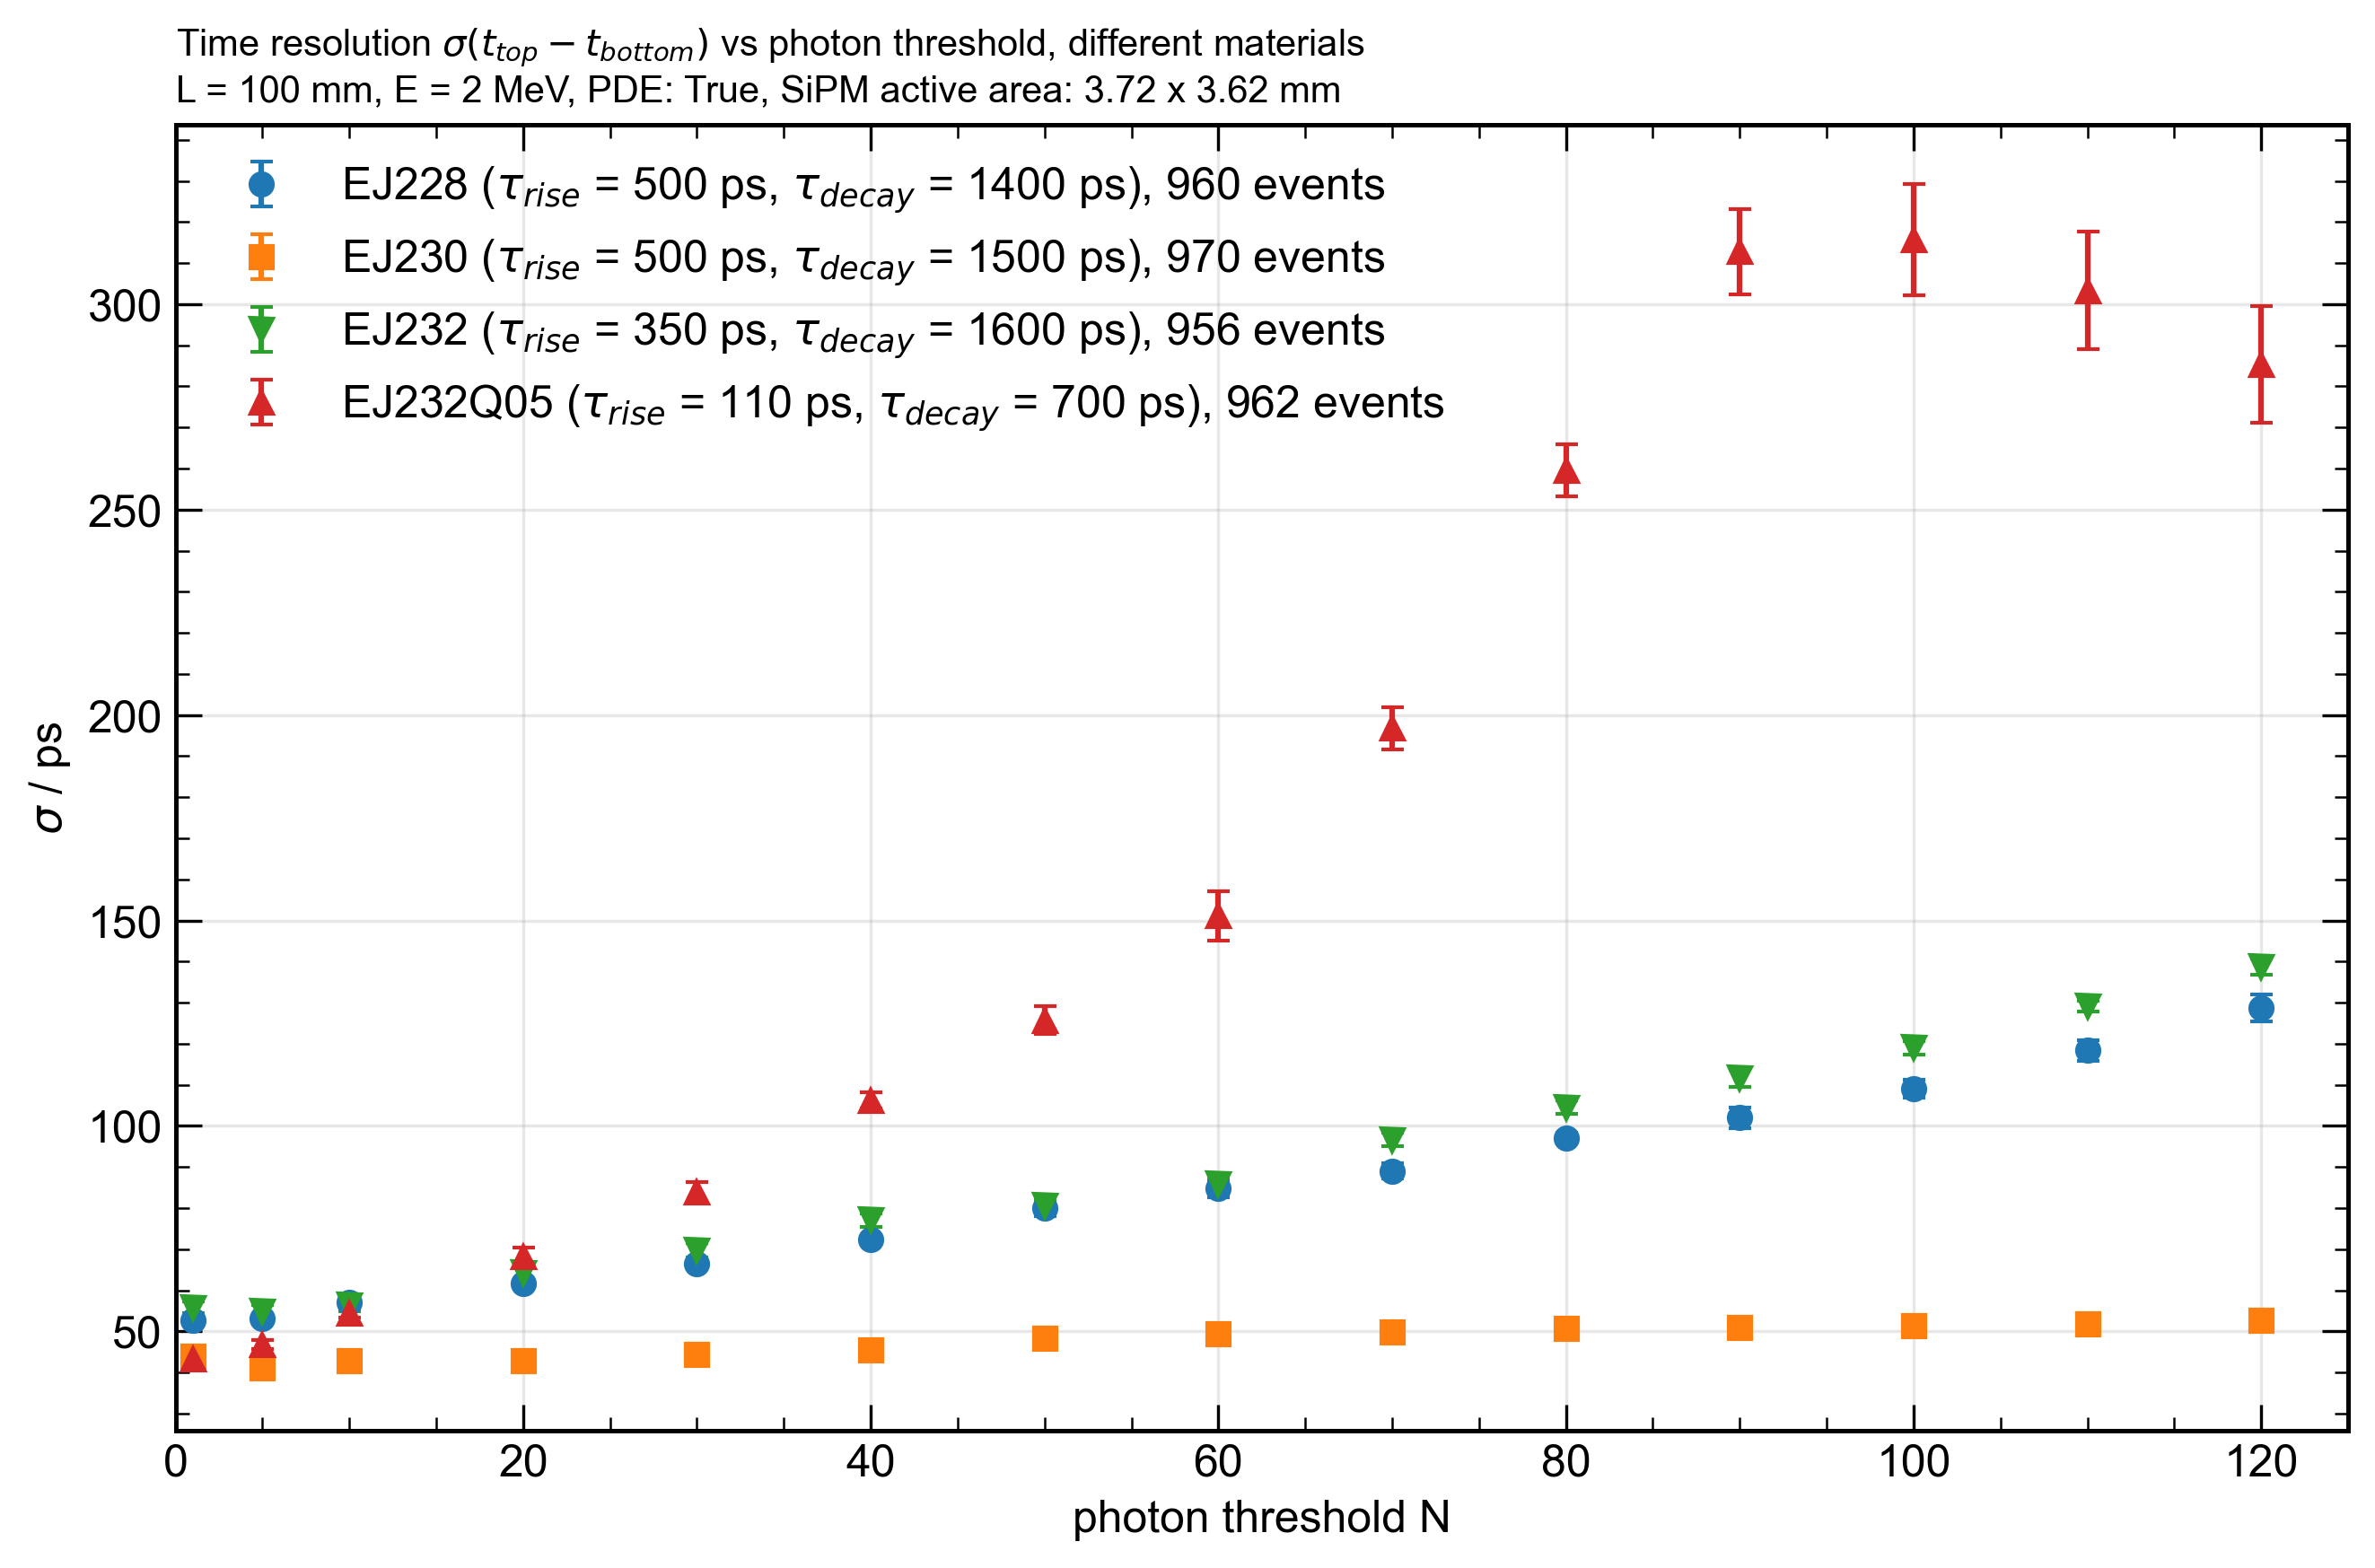 Time resolution σ(t_top − t_bottom) vs photon threshold, different materials
L = 100 mm, E = 2 MeV, PDE: True, SiPM active area: 3.72 x 3.62 mm
EJ228 (τ_rise = 500 ps, τ_decay = 1400 ps), 960 events
EJ230 (τ_rise = 500 ps, τ_decay = 1500 ps), 970 events
EJ232 (τ_rise = 350 ps, τ_decay = 1600 ps), 956 events
EJ232Q05 (τ_rise = 110 ps, τ_decay = 700 ps), 962 events
300
250
200
150
100
50
σ / ps
0 20 40 60 80 100 120
photon threshold N